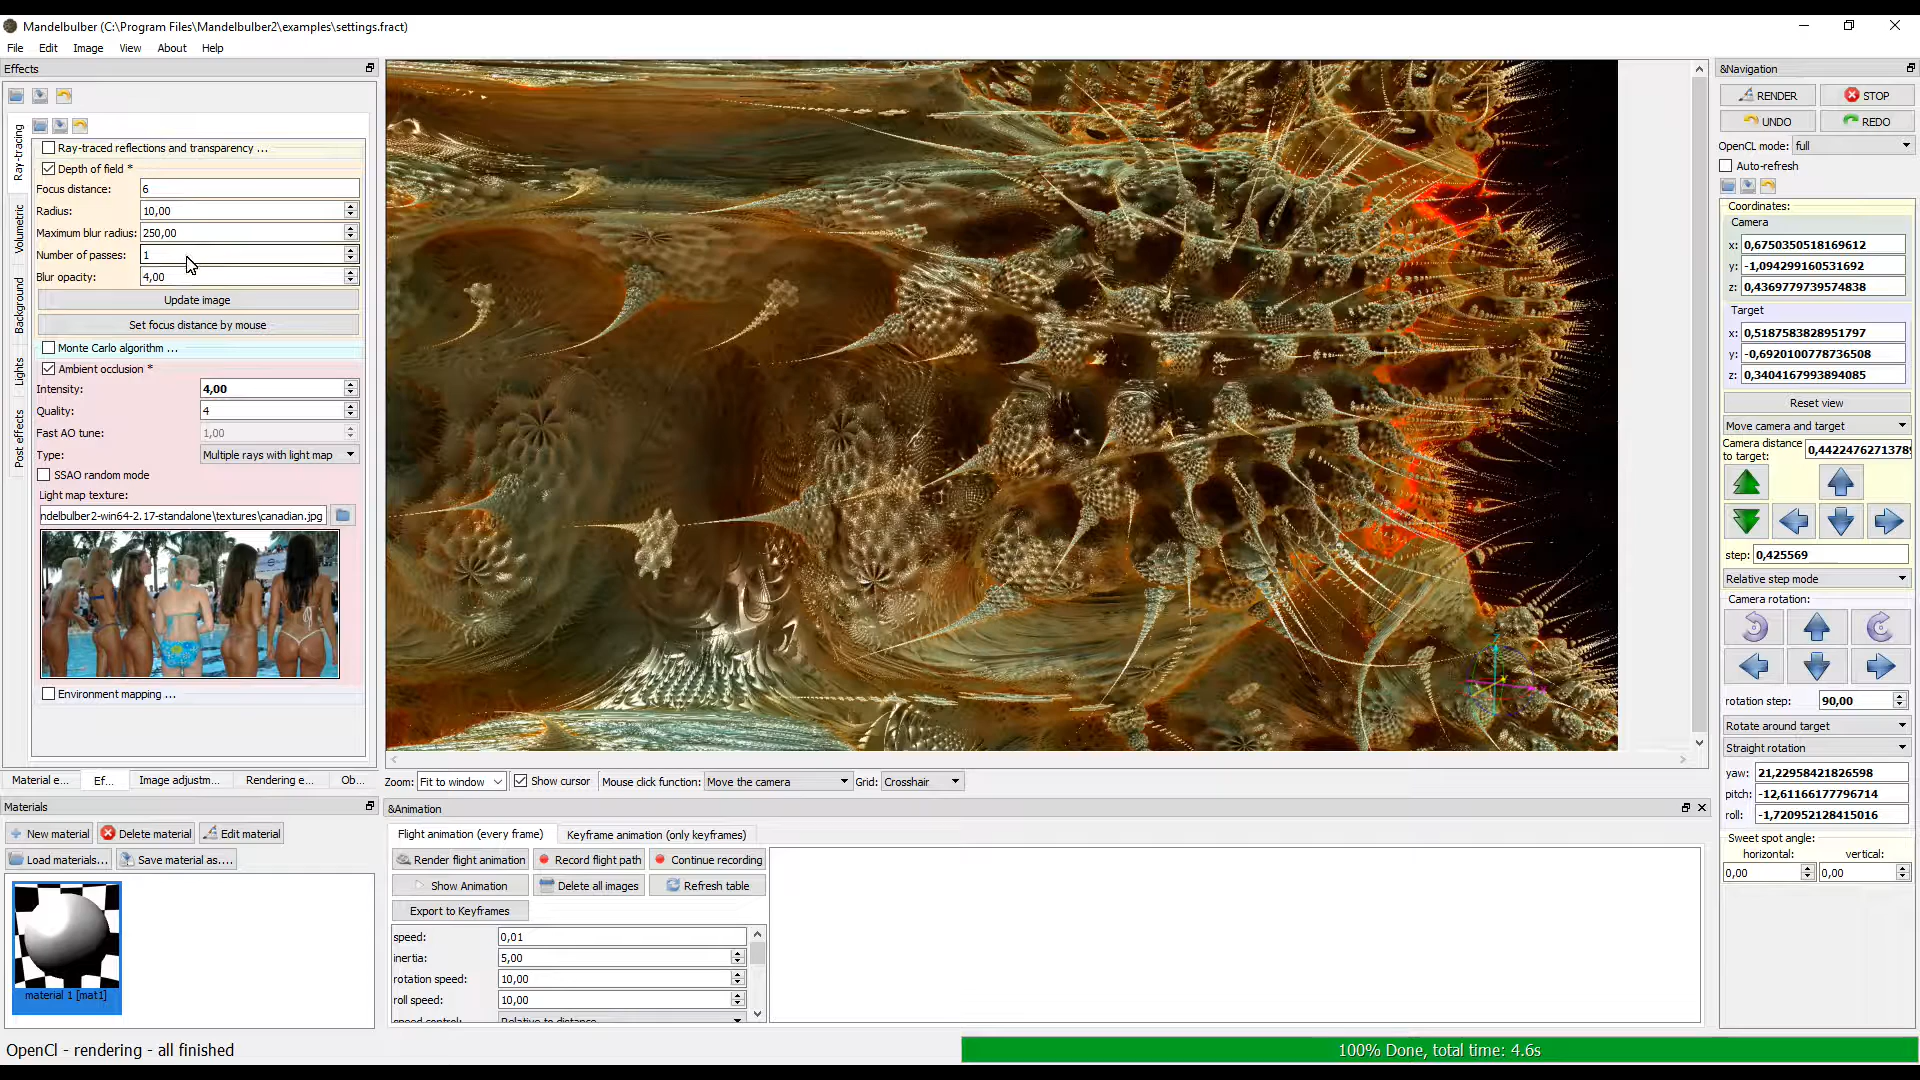 Mandelbulber (C:\Program Files\Mandelbulber2\examples\settings.fract)
File Edit Image View About Help
Effects
Ray-tracing
Volumetric
Background
Lights
Post effects
Ray-traced reflections and transparency ...
Depth of field *
Focus distance: 6
Radius: 10,00
Maximum blur radius: 250,00
Number of passes: 1
Blur opacity: 4,00
Update image
Set focus distance by mouse
Monte Carlo algorithm ...
Ambient occlusion *
Intensity: 4,00
Quality: 4
Fast AO tune: 1,00
Type: Multiple rays with light map
SSAO random mode
Light map texture:
ndelbulber2-win64-2.17-standalone\textures\canadian.jpg
Environment mapping ...
Material e... Ef... Image adjustm... Rendering e... Ob...
Materials
New material Delete material Edit material
Load materials... Save material as....
material 1 [mat1]
Zoom: Fit to window Show cursor Mouse click function: Move the camera Grid: Crosshair
&Animation
Flight animation (every frame) Keyframe animation (only keyframes)
Render flight animation Record flight path Continue recording
Show Animation Delete all images Refresh table
Export to Keyframes
speed: 0,01
inertia: 5,00
rotation speed: 10,00
roll speed: 10,00
speed control: Relative to distance
&Navigation
RENDER STOP
UNDO REDO
OpenCL mode: full
Auto-refresh
Coordinates:
Camera
x: 0,6750350518169612
y: -1,094299160531692
z: 0,4369779739574838
Target
x: 0,5187583828951797
y: -0,6920100778736508
z: 0,3404167993894085
Reset view
Move camera and target
Camera distance
to target: 0,4422476271378
step: 0,425569
Relative step mode
Camera rotation:
rotation step: 90,00
Rotate around target
Straight rotation
yaw: 21,22958421826598
pitch: -12,61166177796714
roll: -1,720952128415016
Sweet spot angle:
horizontal: vertical:
0,00 0,00
OpenCl - rendering - all finished
100% Done, total time: 4.6s